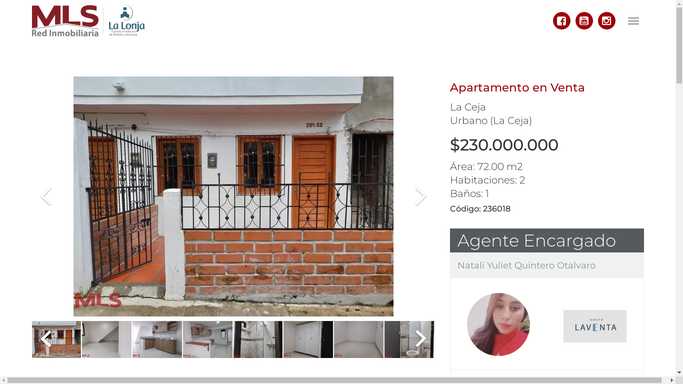 MLS
Red Inmobiliaria
La Lonja
Apartamento en Venta
La Ceja
Urbano (La Ceja)
$230.000.000
Área: 72.00 m2
Habitaciones: 2
Baños: 1
Código: 236018
Agente Encargado
Natali Yuliet Quintero Otalvaro
MLS
LAVENTA